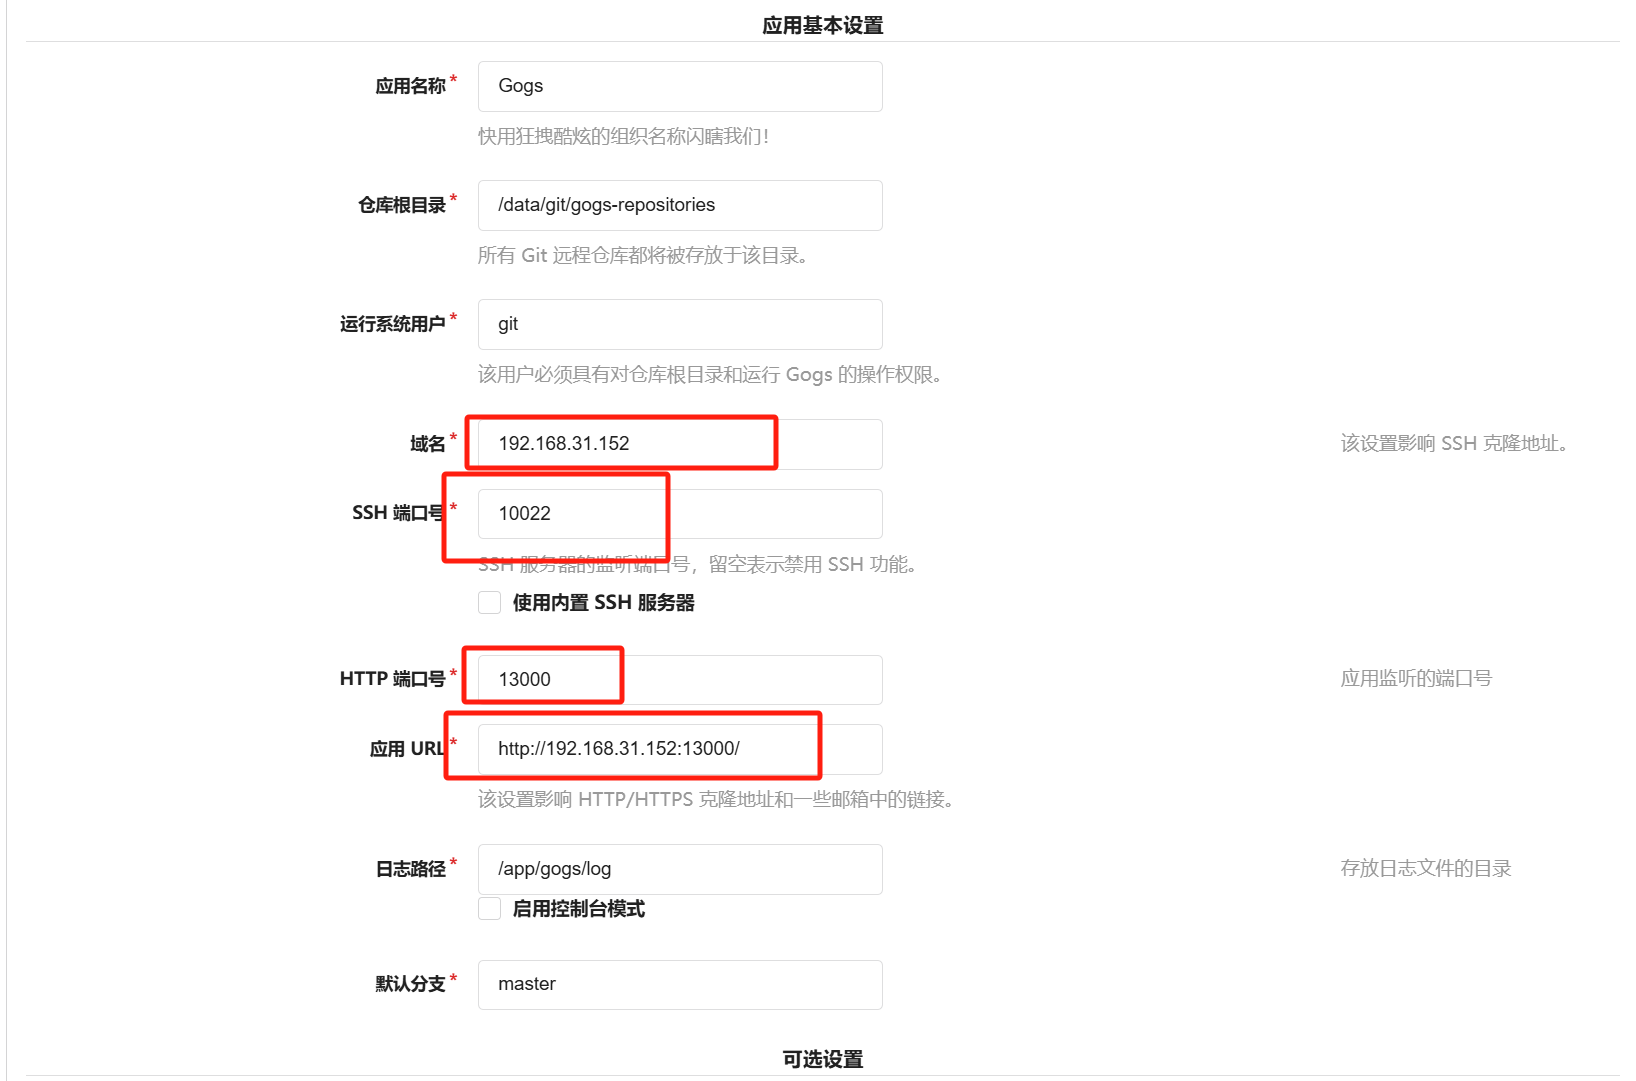 应用基本设置
应用名称*
Gogs
快用狂拽酷炫的组织名称闪瞎我们！
仓库根目录*
/data/git/gogs-repositories
所有 Git 远程仓库都将被存放于该目录。
运行系统用户*
git
该用户必须具有对仓库根目录和运行 Gogs 的操作权限。
域名*
192.168.31.152
该设置影响 SSH 克隆地址。
SSH 端口号*
10022
SSH 服务器的监听端口号，留空表示禁用 SSH 功能。
使用内置 SSH 服务器
HTTP 端口号*
13000
应用监听的端口号
应用 URL*
http://192.168.31.152:13000/
该设置影响 HTTP/HTTPS 克隆地址和一些邮箱中的链接。
日志路径*
/app/gogs/log
存放日志文件的目录
启用控制台模式
默认分支*
master
可选设置